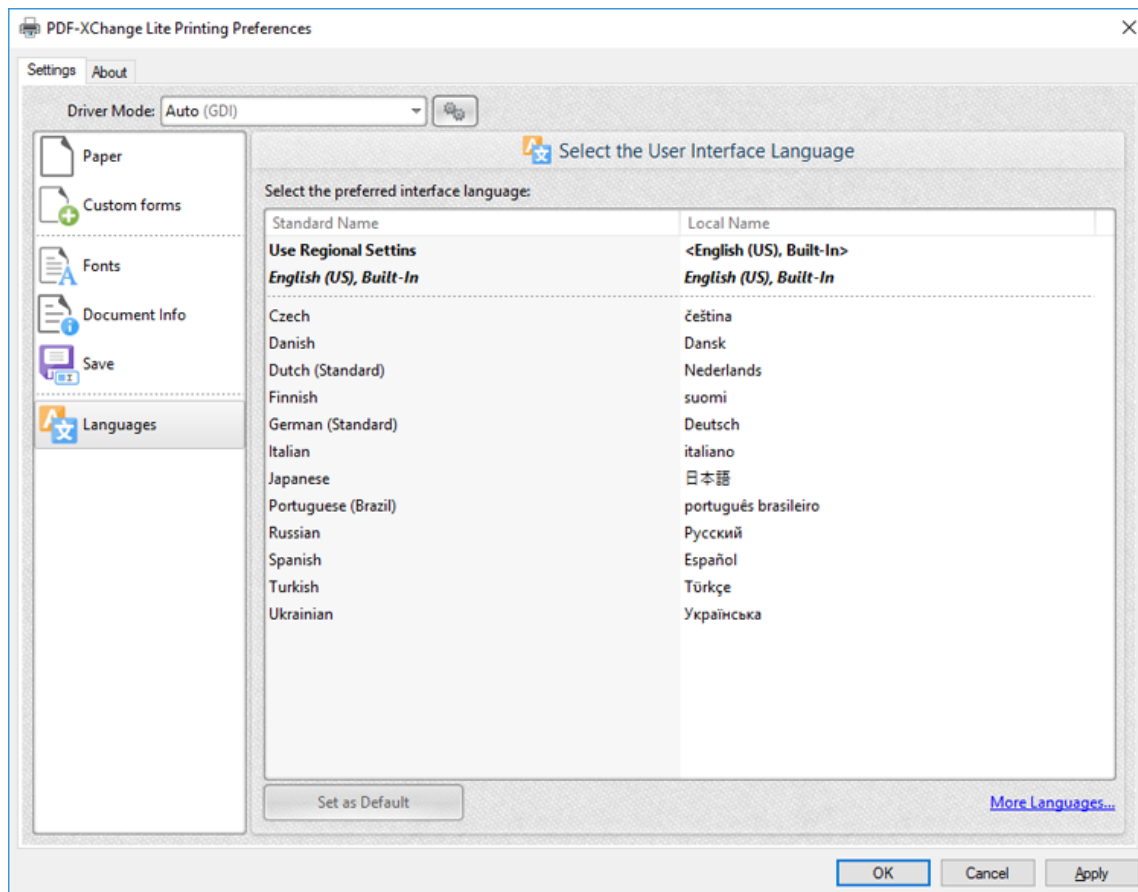 PDF-XChange Lite Printing Preferences
Settings About
Driver Mode: Auto (GDI)
Paper
Custom forms
Fonts
Document Info
Save
Languages
Select the User Interface Language
Select the preferred interface language:
Standard Name Local Name
Use Regional Settins <English (US), Built-In>
English (US), Built-In English (US), Built-In
Czech čeština
Danish Dansk
Dutch (Standard) Nederlands
Finnish suomi
German (Standard) Deutsch
Italian italiano
Japanese 日本語
Portuguese (Brazil) português brasileiro
Russian Русский
Spanish Español
Turkish Türkçe
Ukrainian Українська
Set as Default More Languages...
OK Cancel Apply